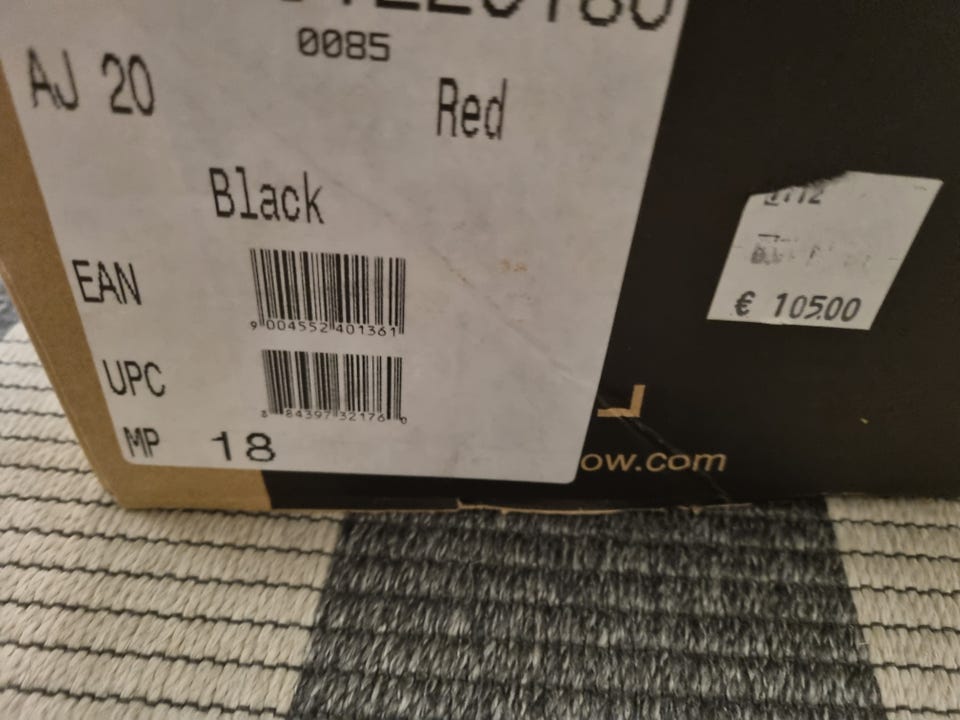 0085
AJ 20
Red
Black
EAN
9 004552 401361
UPC
8 84397 32176 0
MP 18
€ 105.00
ow.com